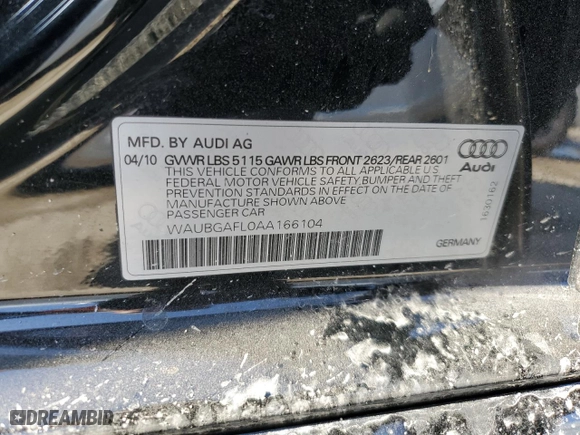 MFD. BY AUDI AG
04/10 GVWR LBS 5115 GAWR LBS FRONT 2623/REAR 2601
THIS VEHICLE CONFORMS TO ALL APPLICABLE U.S
FEDERAL MOTOR VEHICLE SAFETY,BUMPER AND THEFT
PREVENTION STANDARDS IN EFFECT ON THE DATE OF
MANUFACTURE SHOWN ABOVE
PASSENGER CAR
WAUBGAFL0AA166104
Audi
1630162
GERMANY
DREAMBID